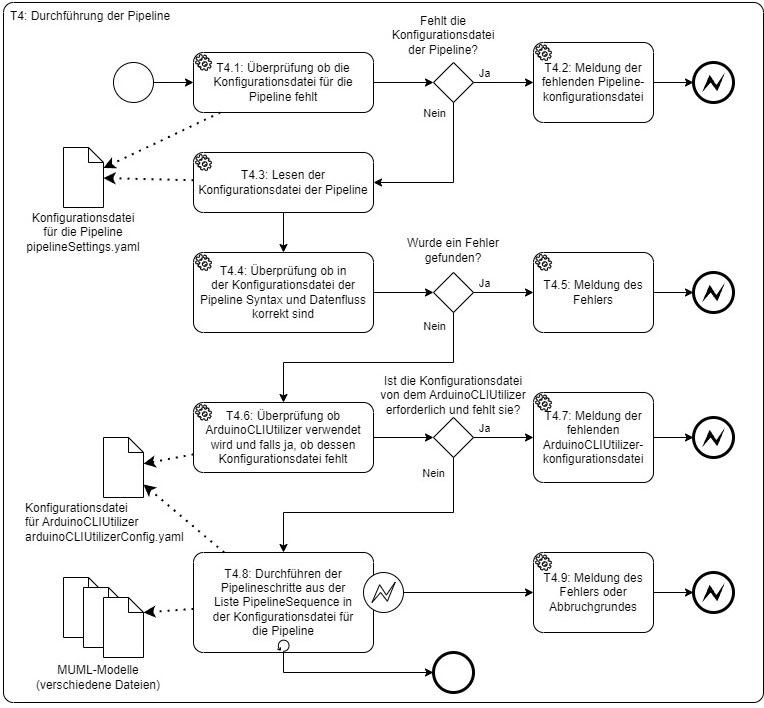 T4: Durchführung der Pipeline
Fehlt die
Konfigurationsdatei
der Pipeline?
T4.1: Überprüfung ob die
Konfigurationsdatei für die
Pipeline fehlt
Ja
T4.2: Meldung der
fehlenden Pipeline-
konfigurationsdatei
Nein
T4.3: Lesen der
Konfigurationsdatei der Pipeline
Konfigurationsdatei
für die Pipeline
pipelineSettings.yaml
Wurde ein Fehler
gefunden?
T4.4: Überprüfung ob in
der Konfigurationsdatei der
Pipeline Syntax und Datenfluss
korrekt sind
Ja
T4.5: Meldung des
Fehlers
Nein
Ist die Konfigurationsdatei
von dem ArduinoCLIUtilizer
erforderlich und fehlt sie?
T4.6: Überprüfung ob
ArduinoCLIUtilizer verwendet
wird und falls ja, ob dessen
Konfigurationsdatei fehlt
Ja
T4.7: Meldung der
fehlenden
ArduinoCLIUtilizer-
konfigurationsdatei
Nein
Konfigurationsdatei
für ArduinoCLIUtilizer
arduinoCLIUtilizerConfig.yaml
T4.8: Durchführen der
Pipelineschritte aus der
Liste PipelineSequence in
der Konfigurationsdatei für
die Pipeline
T4.9: Meldung des
Fehlers oder
Abbruchgrundes
MUML-Modelle
(verschiedene Dateien)